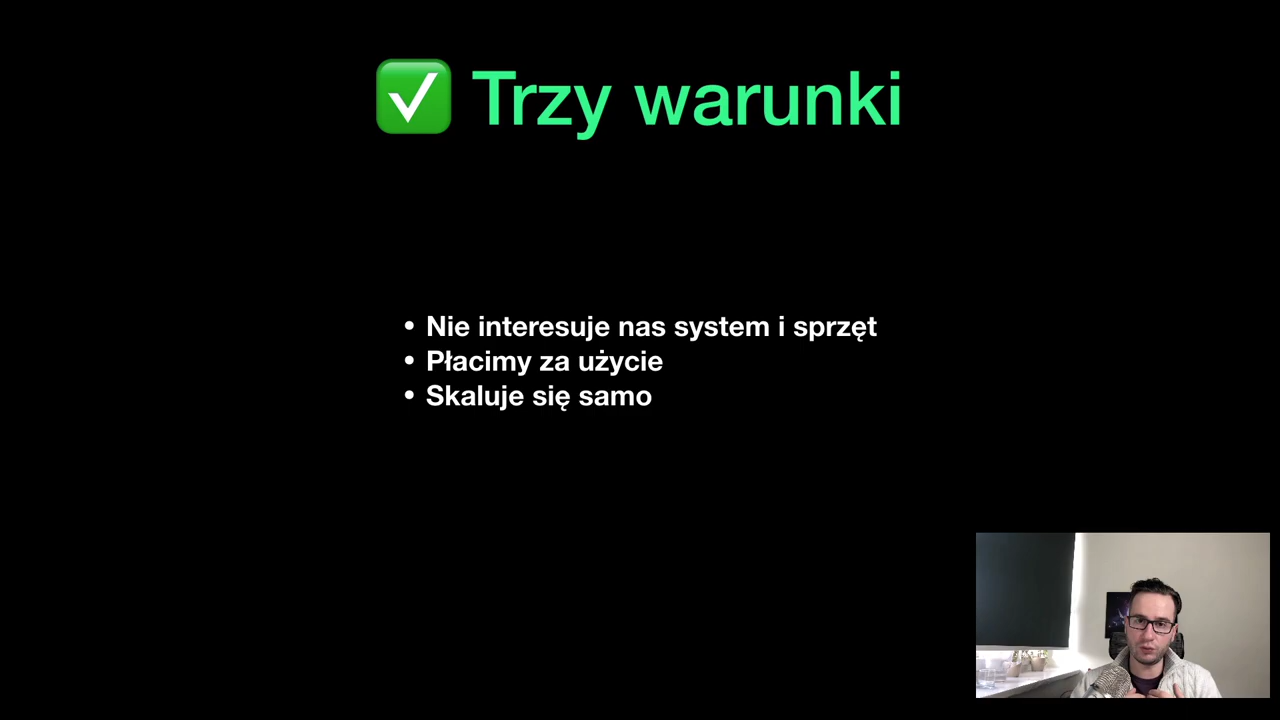 ✅ Trzy warunki
• Nie interesuje nas system i sprzęt
• Płacimy za użycie
• Skaluje się samo